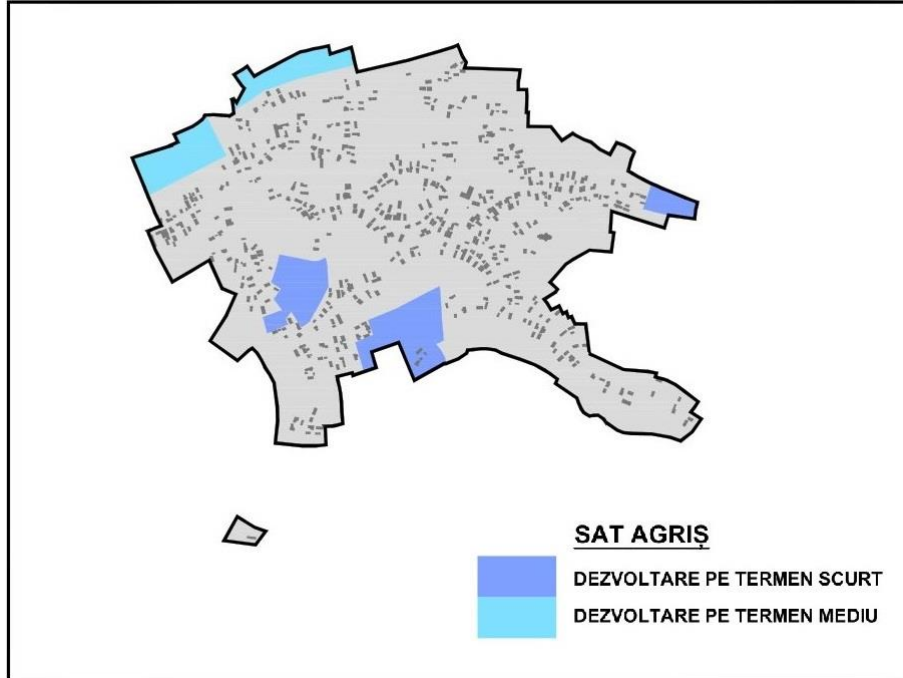 SAT AGRIȘ
DEZVOLTARE PE TERMEN SCURT
DEZVOLTARE PE TERMEN MEDIU